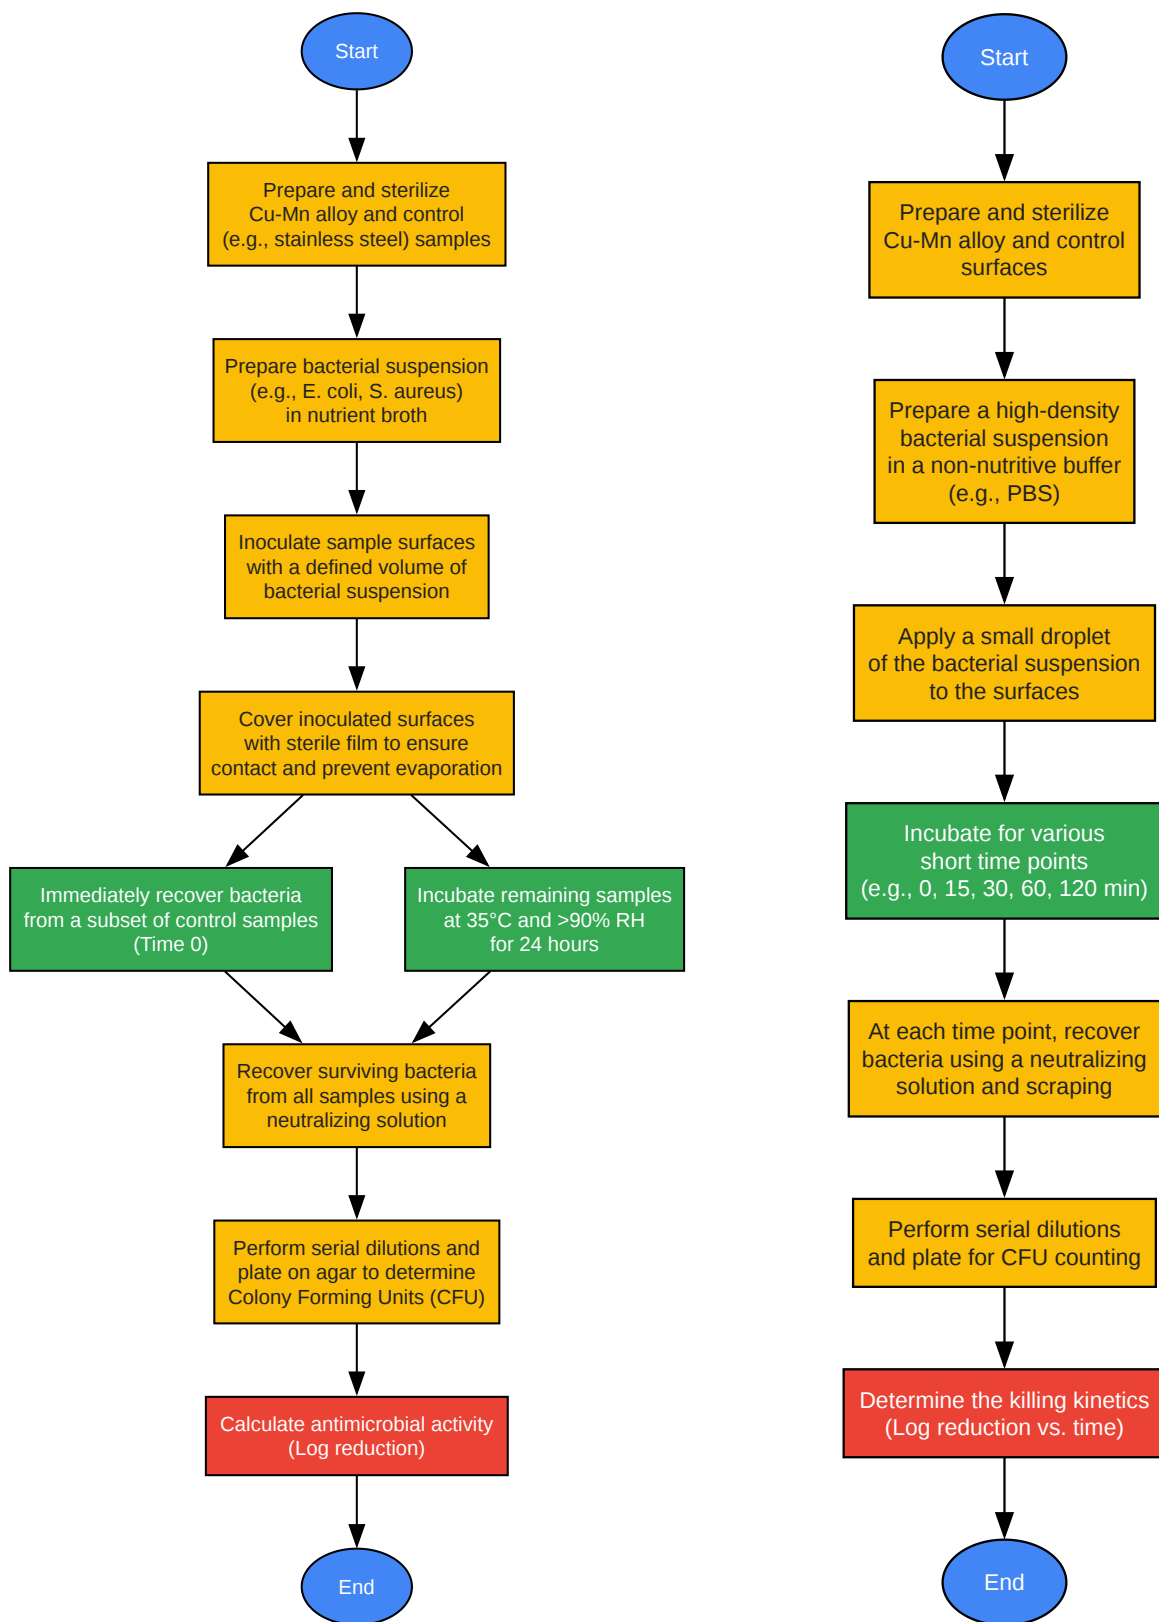 Start
Prepare and sterilize
Cu-Mn alloy and control
(e.g., stainless steel) samples
Prepare bacterial suspension
(e.g., E. coli, S. aureus)
in nutrient broth
Inoculate sample surfaces
with a defined volume of
bacterial suspension
Cover inoculated surfaces
with sterile film to ensure
contact and prevent evaporation
Immediately recover bacteria
from a subset of control samples
(Time 0)
Incubate remaining samples
at 35°C and >90% RH
for 24 hours
Recover surviving bacteria
from all samples using a
neutralizing solution
Perform serial dilutions and
plate on agar to determine
Colony Forming Units (CFU)
Calculate antimicrobial activity
(Log reduction)
End
Start
Prepare and sterilize
Cu-Mn alloy and control
surfaces
Prepare a high-density
bacterial suspension
in a non-nutritive buffer
(e.g., PBS)
Apply a small droplet
of the bacterial suspension
to the surfaces
Incubate for various
short time points
(e.g., 0, 15, 30, 60, 120 min)
At each time point, recover
bacteria using a neutralizing
solution and scraping
Perform serial dilutions
and plate for CFU counting
Determine the killing kinetics
(Log reduction vs. time)
End